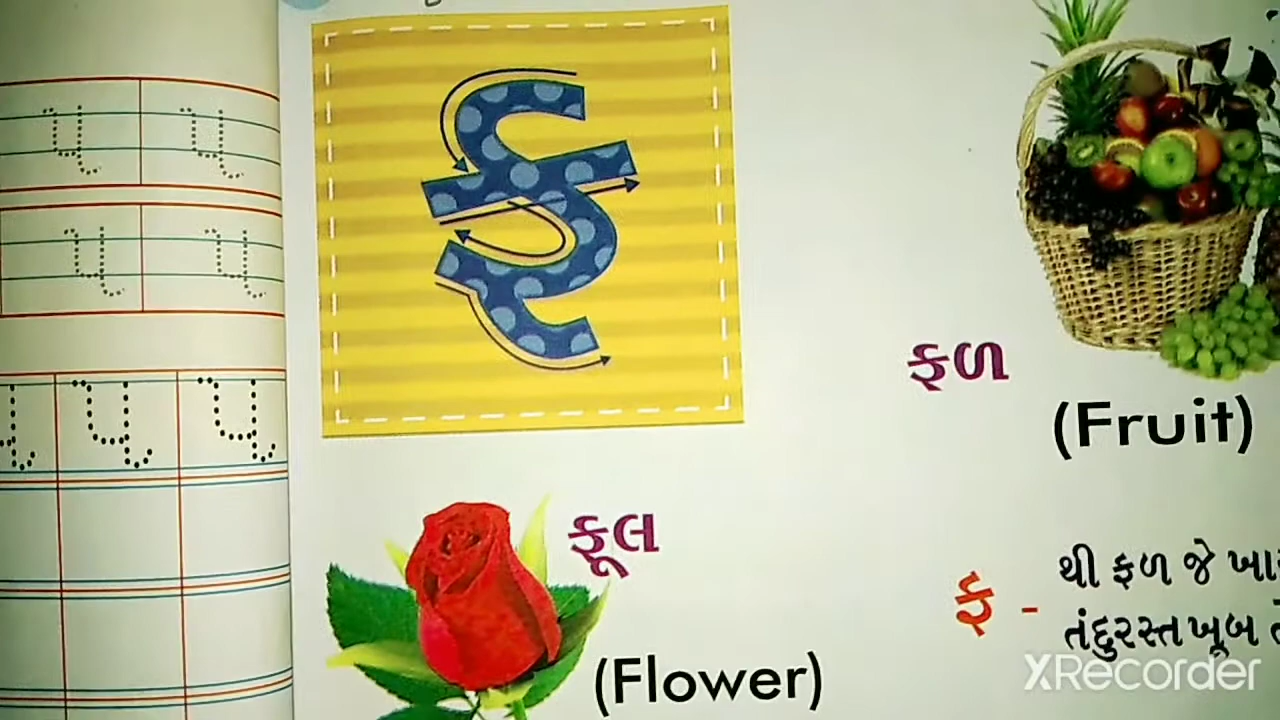 ફ
ફળ
(Fruit)
ફૂલ
(Flower)
ફ - થી ફળ જે
તંદુરસ્ત ખૂબ
પ પ
પ પ
પ પ પ
XRecorder